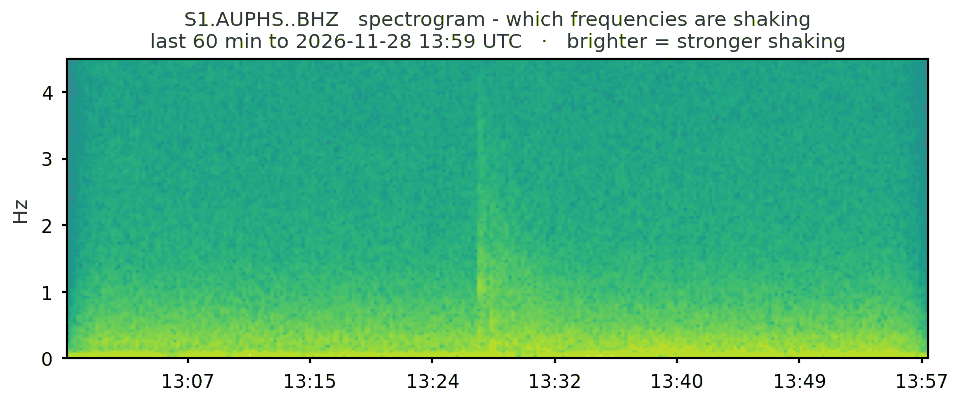 S1.AUPHS..BHZ   spectrogram - which frequencies are shaking
last 60 min to 2026-11-28 13:59 UTC   ·   brighter = stronger shaking
4
3
2
1
0
Hz
13:07 13:15 13:24 13:32 13:40 13:49 13:57